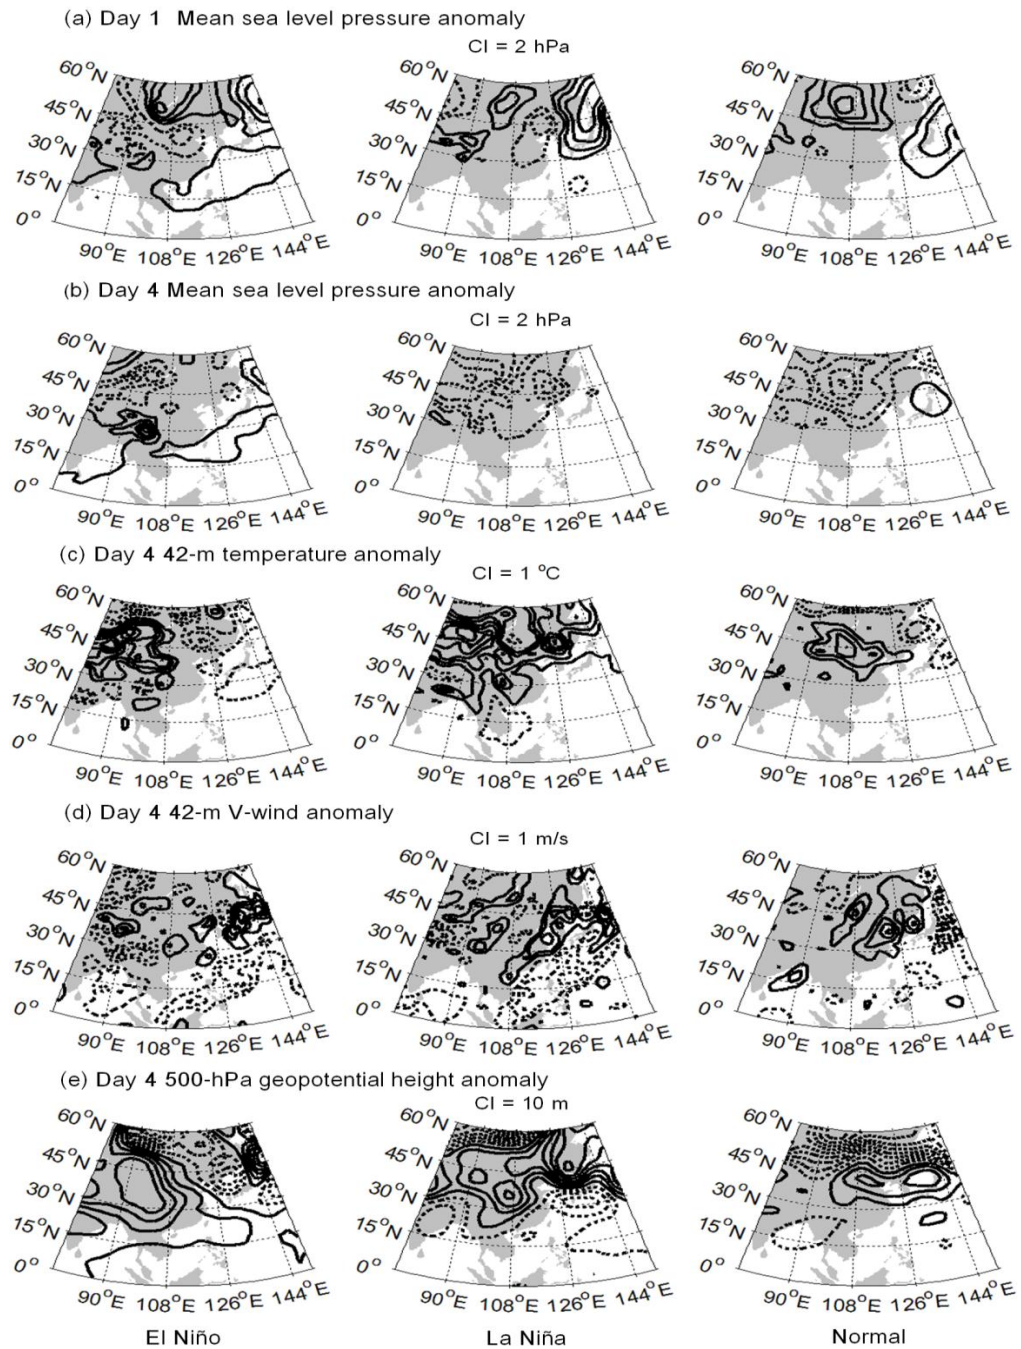 (a) Day 1 Mean sea level pressure anomaly
CI = 2 hPa
60°N 60°N 60°N
45°N 45°N 45°N
30°N 30°N 30°N
15°N 15°N 15°N
0° 0° 0°
90°E 108°E 126°E 144°E 90°E 108°E 126°E 144°E 90°E 108°E 126°E 144°E
(b) Day 4 Mean sea level pressure anomaly
CI = 2 hPa
60°N 60°N 60°N
45°N 45°N 45°N
30°N 30°N 30°N
15°N 15°N 15°N
0° 0° 0°
90°E 108°E 126°E 144°E 90°E 108°E 126°E 144°E 90°E 108°E 126°E 144°E
(c) Day 4 42-m temperature anomaly
CI = 1 °C
60°N 60°N 60°N
45°N 45°N 45°N
30°N 30°N 30°N
15°N 15°N 15°N
0° 0° 0°
90°E 108°E 126°E 144°E 90°E 108°E 126°E 144°E 90°E 108°E 126°E 144°E
(d) Day 4 42-m V-wind anomaly
CI = 1 m/s
60°N 60°N 60°N
45°N 45°N 45°N
30°N 30°N 30°N
15°N 15°N 15°N
0° 0° 0°
90°E 108°E 126°E 144°E 90°E 108°E 126°E 144°E 90°E 108°E 126°E 144°E
(e) Day 4 500-hPa geopotential height anomaly
CI = 10 m
60°N 60°N 60°N
45°N 45°N 45°N
30°N 30°N 30°N
15°N 15°N 15°N
0° 0° 0°
90°E 108°E 126°E 144°E 90°E 108°E 126°E 144°E 90°E 108°E 126°E 144°E
El Niño La Niña Normal